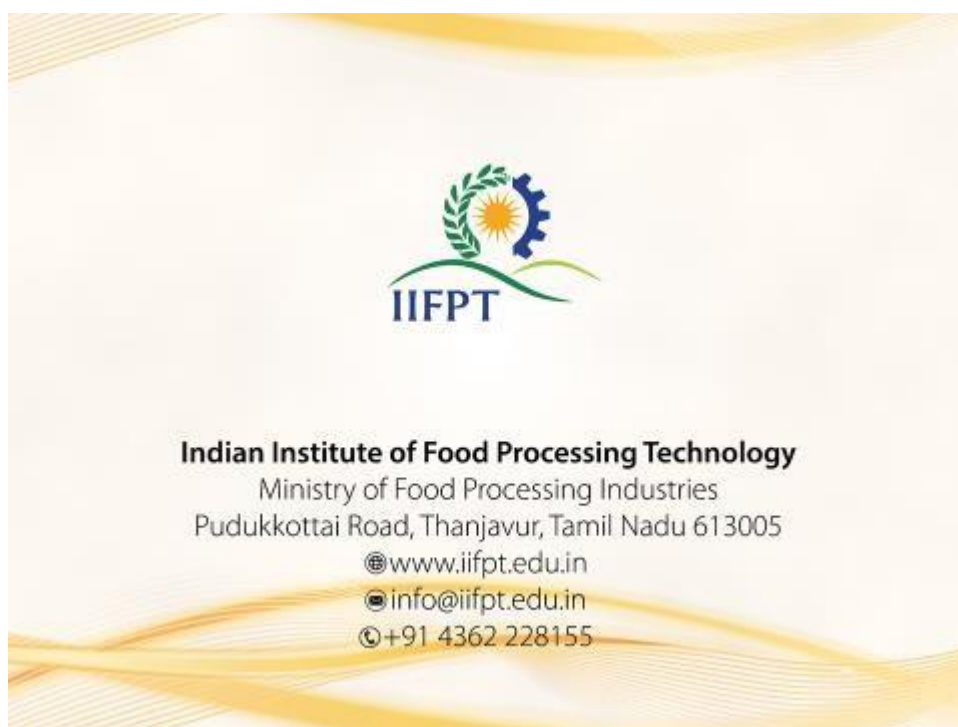 IIFPT
Indian Institute of Food Processing Technology
Ministry of Food Processing Industries
Pudukkottai Road, Thanjavur, Tamil Nadu 613005
www.iifpt.edu.in
info@iifpt.edu.in
+91 4362 228155